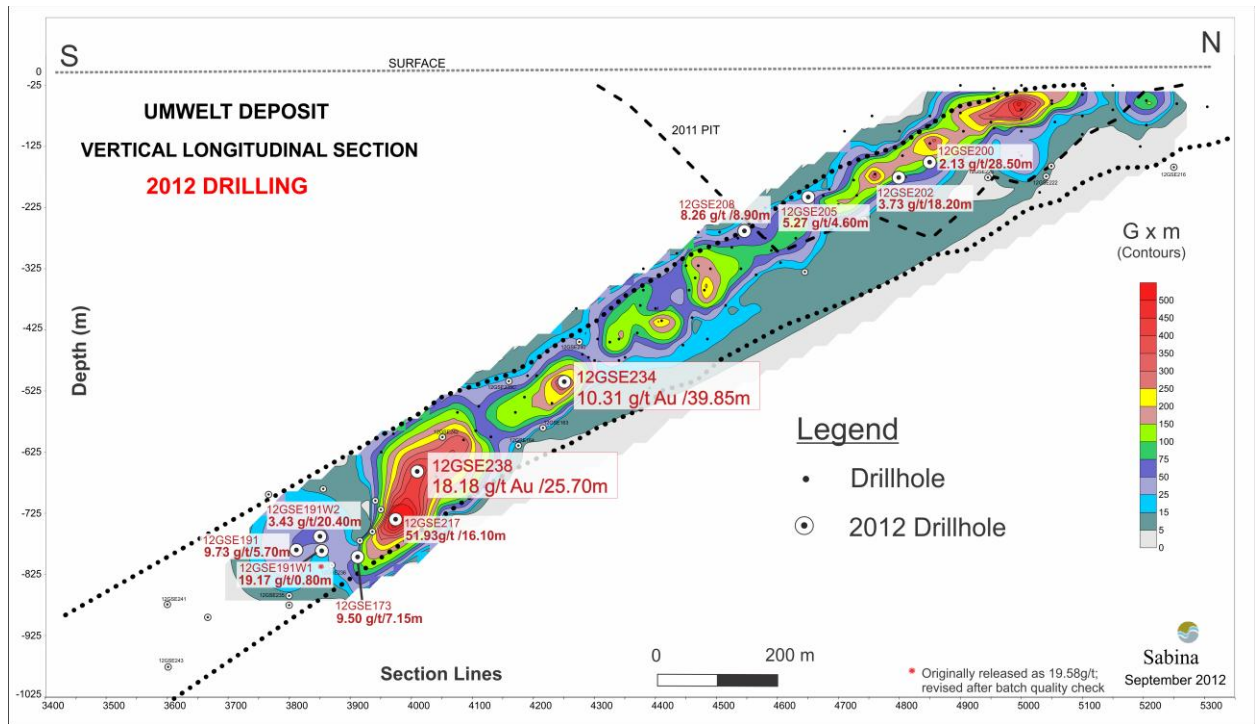 S
N
SURFACE
UMWELT DEPOSIT
VERTICAL LONGITUDINAL SECTION
2012 DRILLING
0
-25
-125
-225
-325
-425
-525
-625
-725
-825
-925
-1025
Depth (m)
2011 PIT
12GSE200
2.13 g/t/28.50m
12GSE202
3.73 g/t/18.20m
12GSE205
5.27 g/t/4.60m
12GSE208
8.26 g/t /8.90m
12GSE216
12GSE222
12GSE234
10.31 g/t Au /39.85m
12GSE238
18.18 g/t Au /25.70m
12GSE217
51.93g/t /16.10m
12GSE191W2
3.43 g/t/20.40m
12GSE191
9.73 g/t/5.70m
12GSE191W1
19.17 g/t/0.80m
12GSE173
9.50 g/t/7.15m
12GSE241
12GSE243
G x m
(Contours)
500
450
400
350
300
250
200
150
100
75
50
25
15
5
0
Legend
Drillhole
2012 Drillhole
0
200 m
Section Lines
* Originally released as 19.58g/t;
revised after batch quality check
Sabina
September 2012
3400
3500
3600
3700
3800
3900
4000
4100
4200
4300
4400
4500
4600
4700
4800
4900
5000
5100
5200
5300